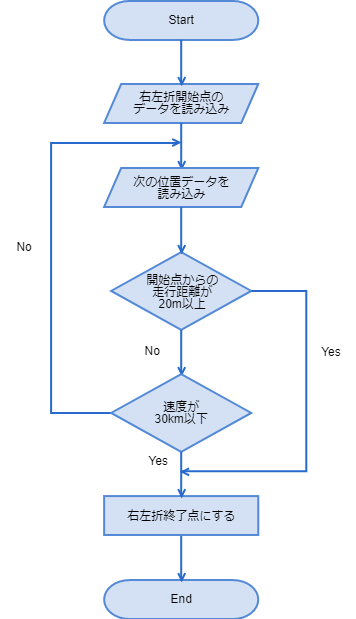 Start
右左折開始点の
データを読み込み
次の位置データを
読み込み
No
開始点からの
走行距離が
20m以上
Yes
No
速度が
30km以下
Yes
右左折終了点にする
End